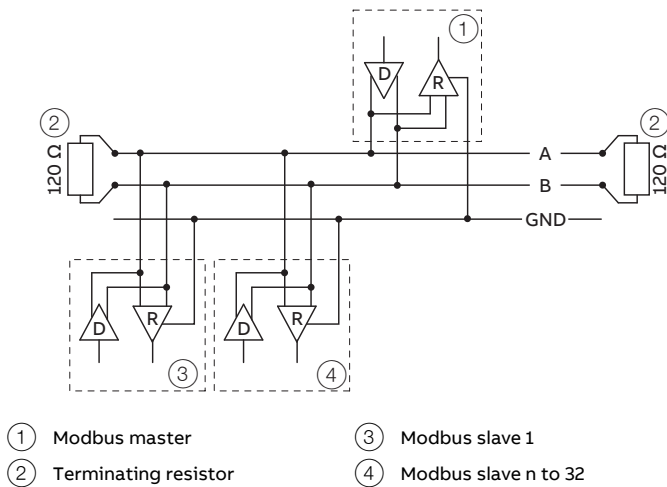 1
D
R
2
2
120 Ω
120 Ω
A
B
GND
D
R
D
R
3
4
1 Modbus master
3 Modbus slave 1
2 Terminating resistor
4 Modbus slave n to 32